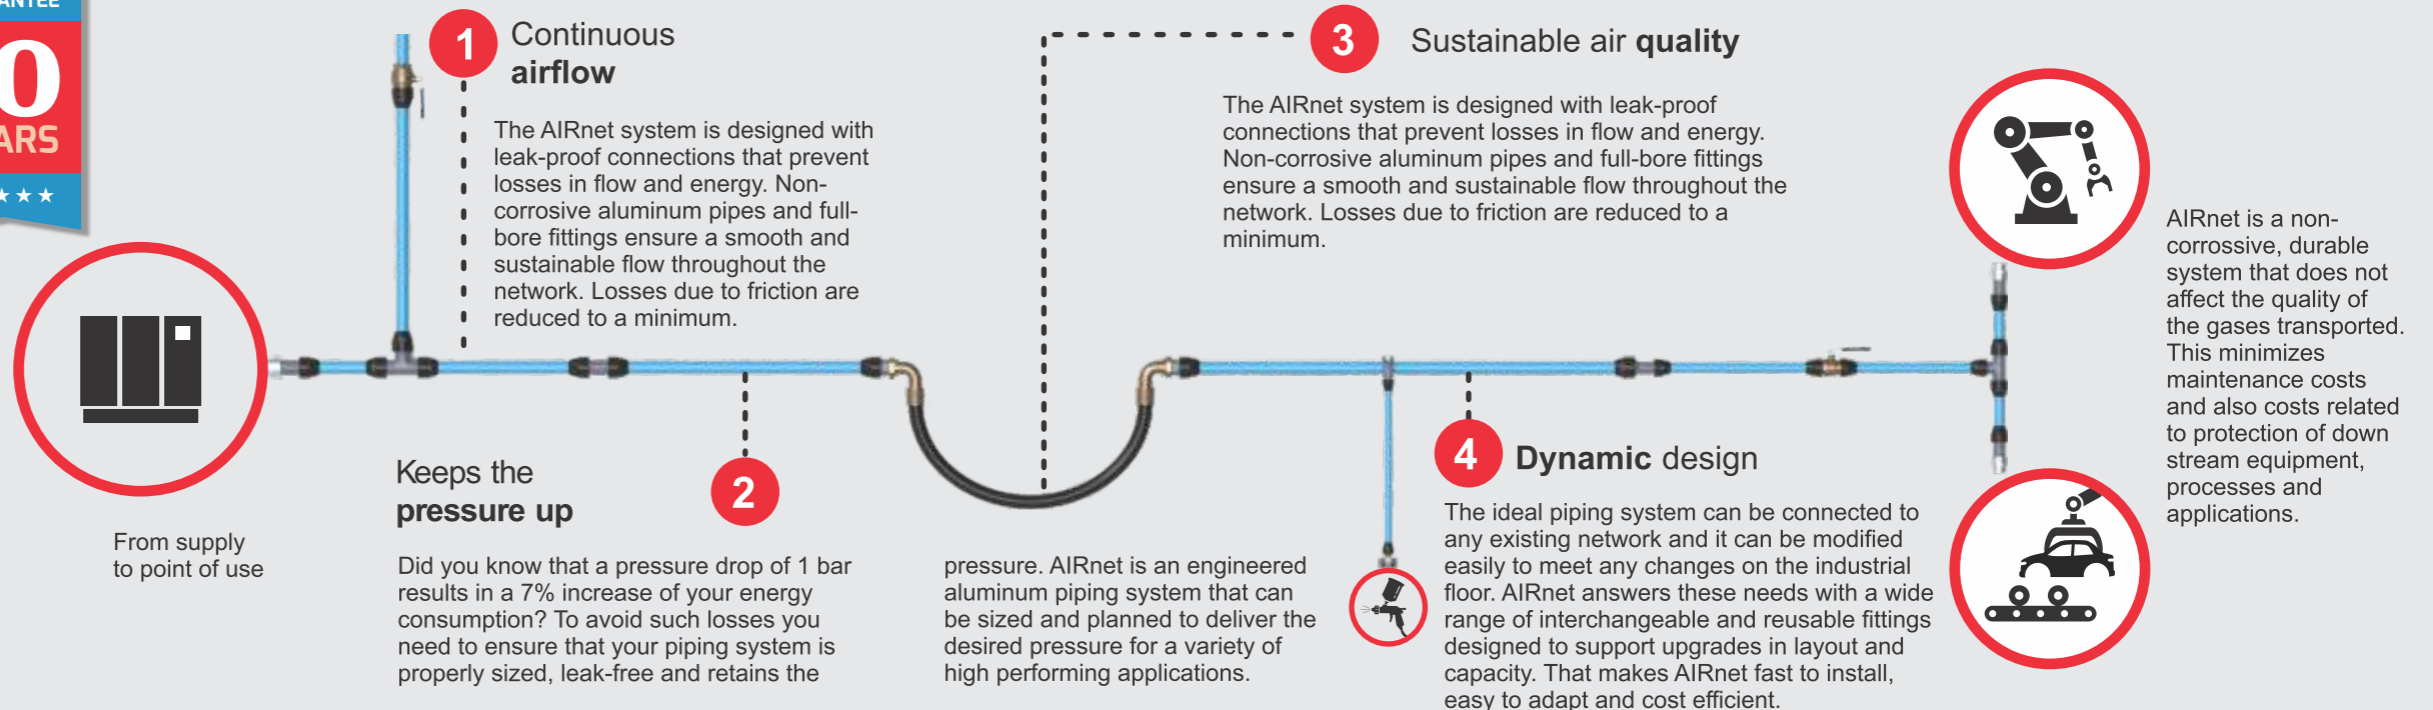 1
Continuous
airflow
The AIRnet system is designed with
leak-proof connections that prevent
losses in flow and energy. Non-
corrosive aluminum pipes and full-
bore fittings ensure a smooth and
sustainable flow throughout the
network. Losses due to friction are
reduced to a minimum.
From supply
to point of use
Keeps the
pressure up
2
Did you know that a pressure drop of 1 bar
results in a 7% increase of your energy
consumption? To avoid such losses you
need to ensure that your piping system is
properly sized, leak-free and retains the
pressure. AIRnet is an engineered
aluminum piping system that can
be sized and planned to deliver the
desired pressure for a variety of
high performing applications.
3
Sustainable air quality
The AIRnet system is designed with leak-proof
connections that prevent losses in flow and energy.
Non-corrosive aluminum pipes and full-bore fittings
ensure a smooth and sustainable flow throughout the
network. Losses due to friction are reduced to a
minimum.
4
Dynamic design
The ideal piping system can be connected to
any existing network and it can be modified
easily to meet any changes on the industrial
floor. AIRnet answers these needs with a wide
range of interchangeable and reusable fittings
designed to support upgrades in layout and
capacity. That makes AIRnet fast to install,
easy to adapt and cost efficient.
AIRnet is a non-
corrossive, durable
system that does not
affect the quality of
the gases transported.
This minimizes
maintenance costs
and also costs related
to protection of down
stream equipment,
processes and
applications.